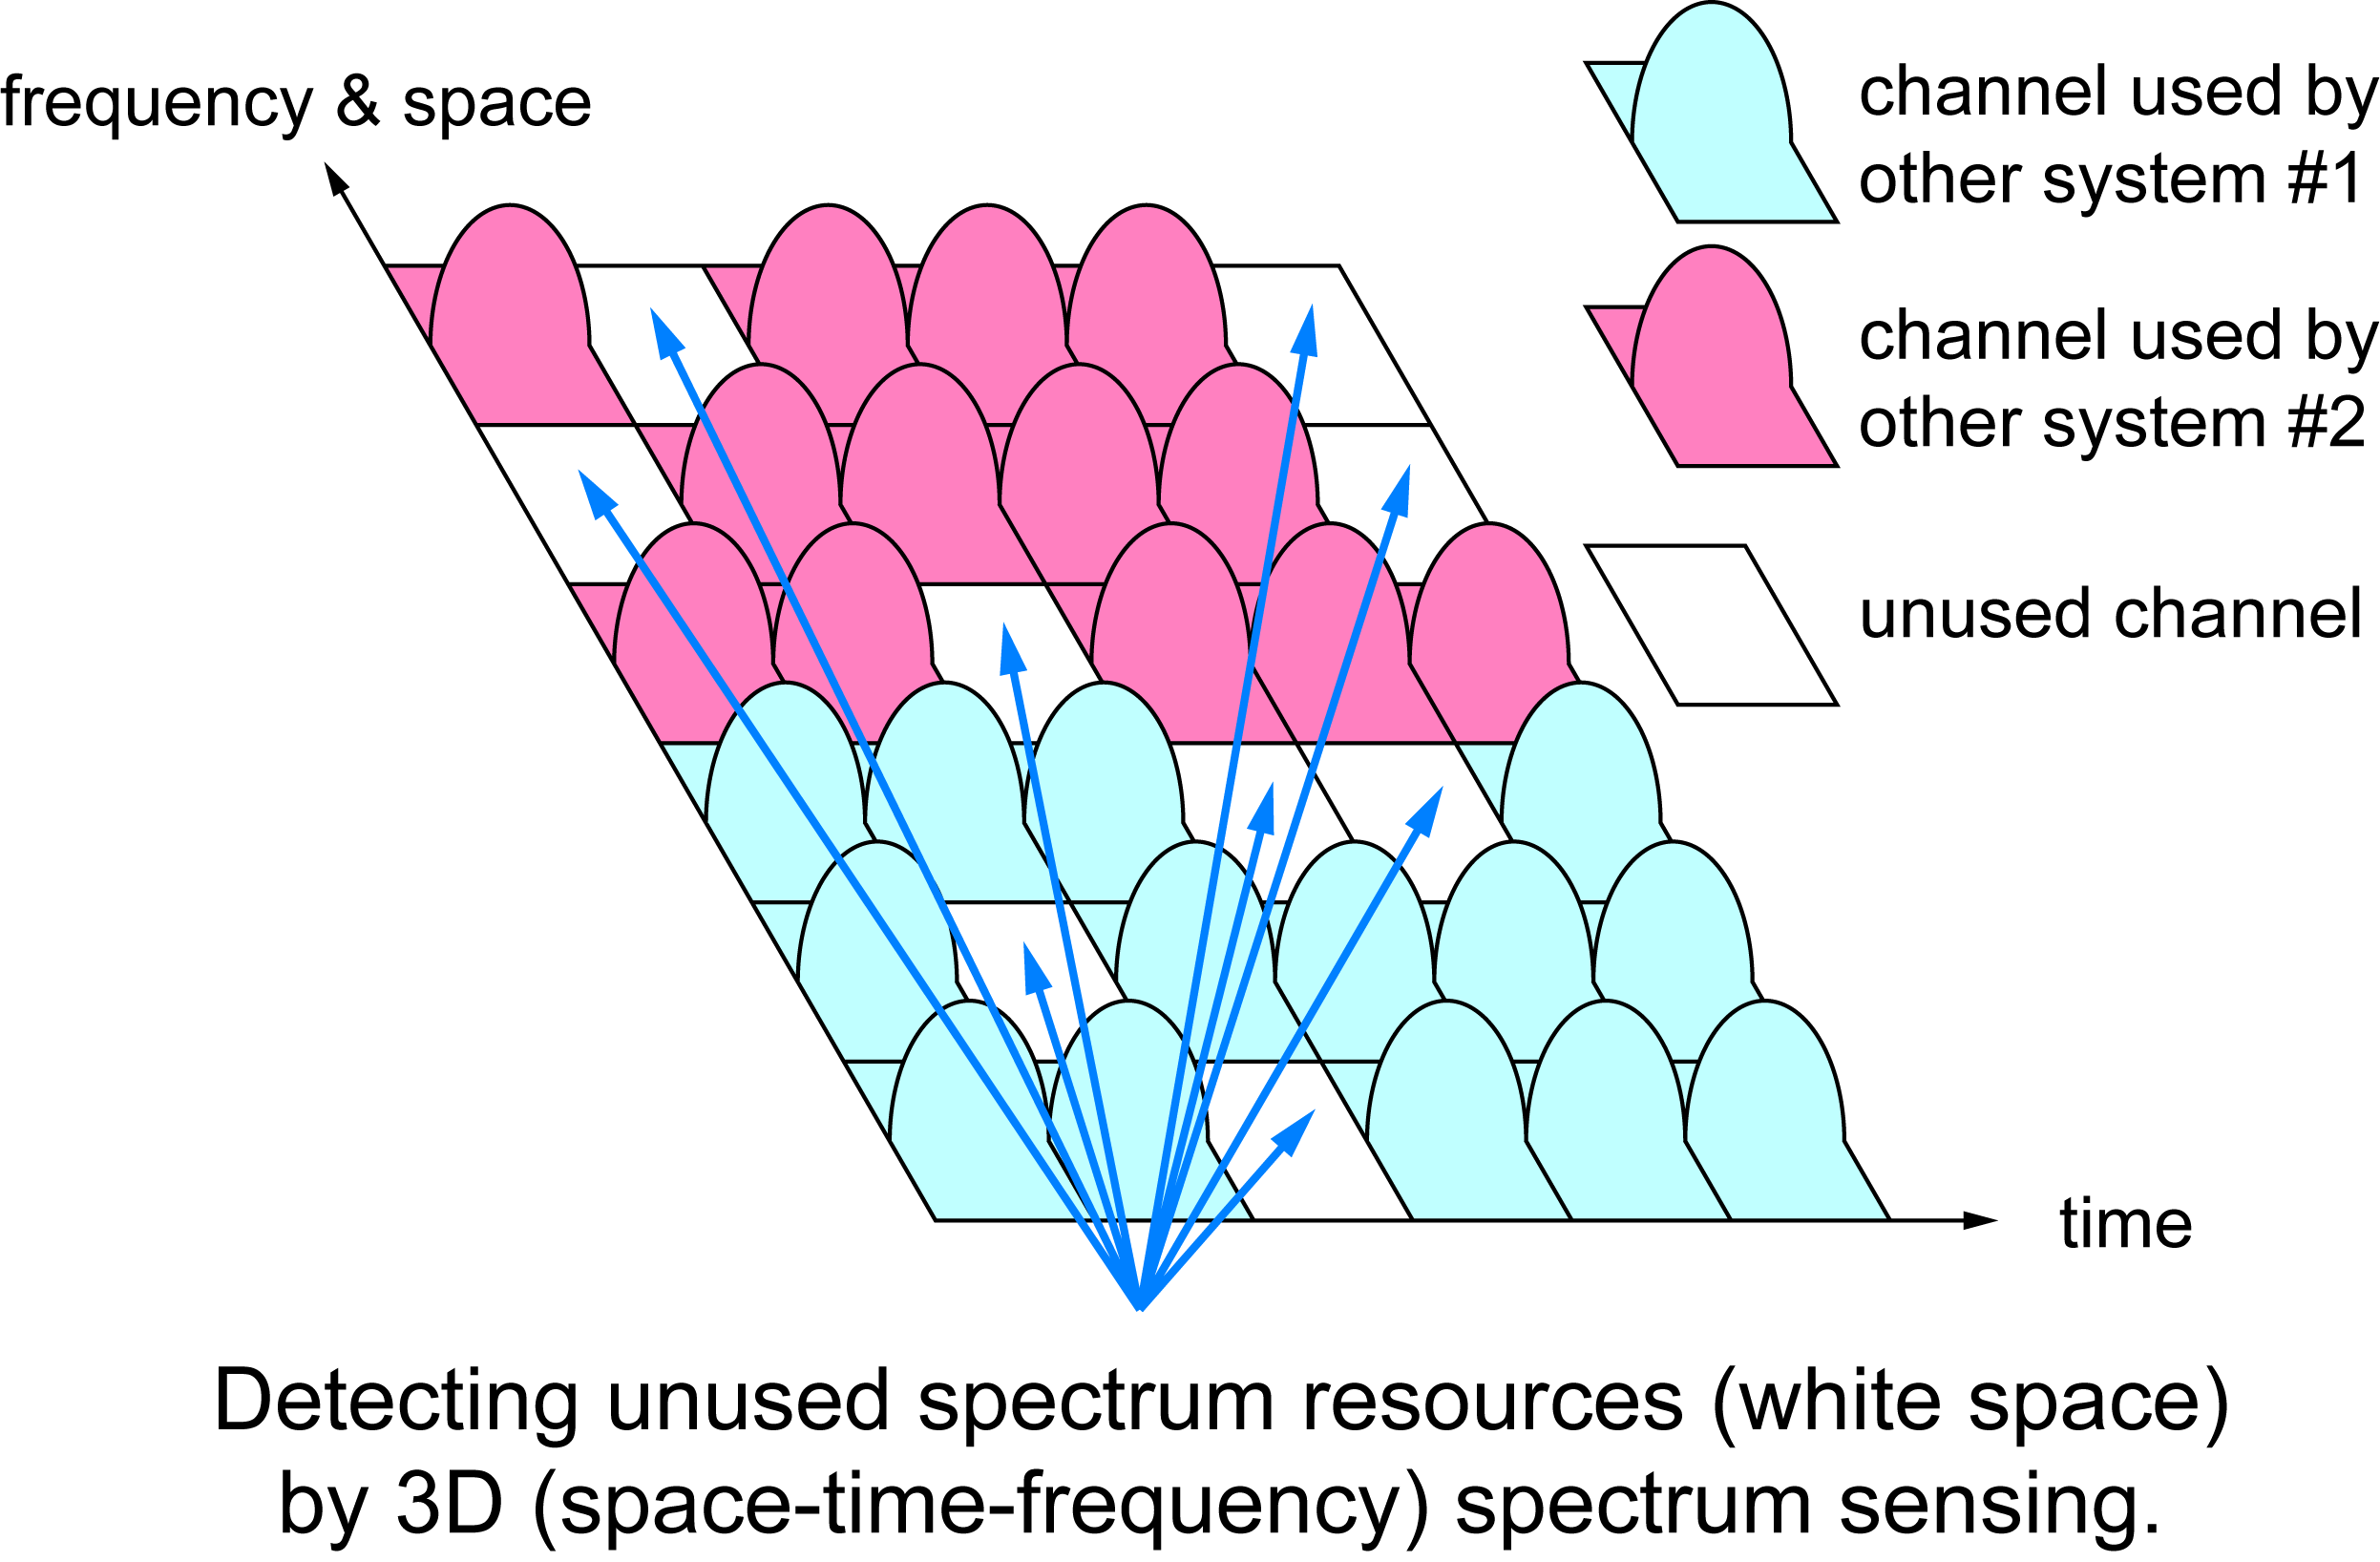 frequency & space
channel used by
other system #1
channel used by
other system #2
unused channel
time
Detecting unused spectrum resources (white space)
by 3D (space-time-frequency) spectrum sensing.